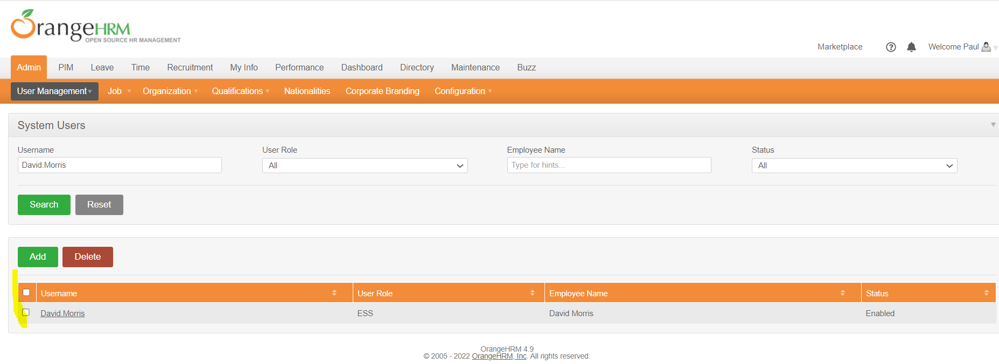 OrangeHRM
OPEN SOURCE HR MANAGEMENT
Marketplace ? Welcome Paul
Admin PIM Leave Time Recruitment My Info Performance Dashboard Directory Maintenance Buzz
User Management Job Organization Qualifications Nationalities Corporate Branding Configuration
System Users
Username User Role Employee Name Status
David.Morris All Type for hints... All
Search Reset
Add Delete
Username User Role Employee Name Status
David.Morris ESS David Morris Enabled
OrangeHRM 4.9
© 2005 - 2022 OrangeHRM, Inc. All rights reserved.